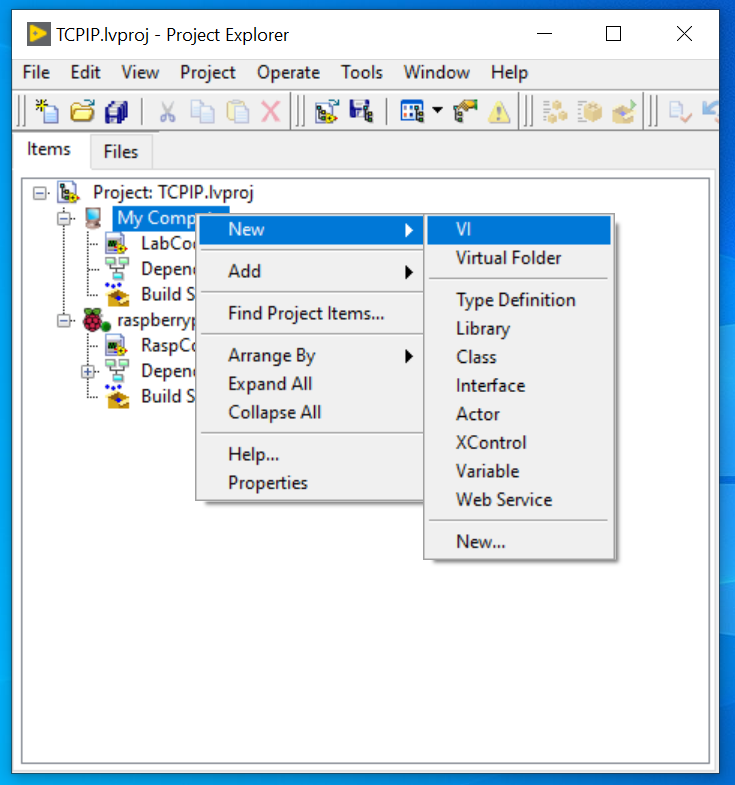 TCPIP.lvproj - Project Explorer
File Edit View Project Operate Tools Window Help
Items Files
Project: TCPIP.lvproj
My Comp
LabCo
Depen
Build S
raspberryp
RaspCo
Depen
Build S
New
Add
Find Project Items...
Arrange By
Expand All
Collapse All
Help...
Properties
VI
Virtual Folder
Type Definition
Library
Class
Interface
Actor
XControl
Variable
Web Service
New...